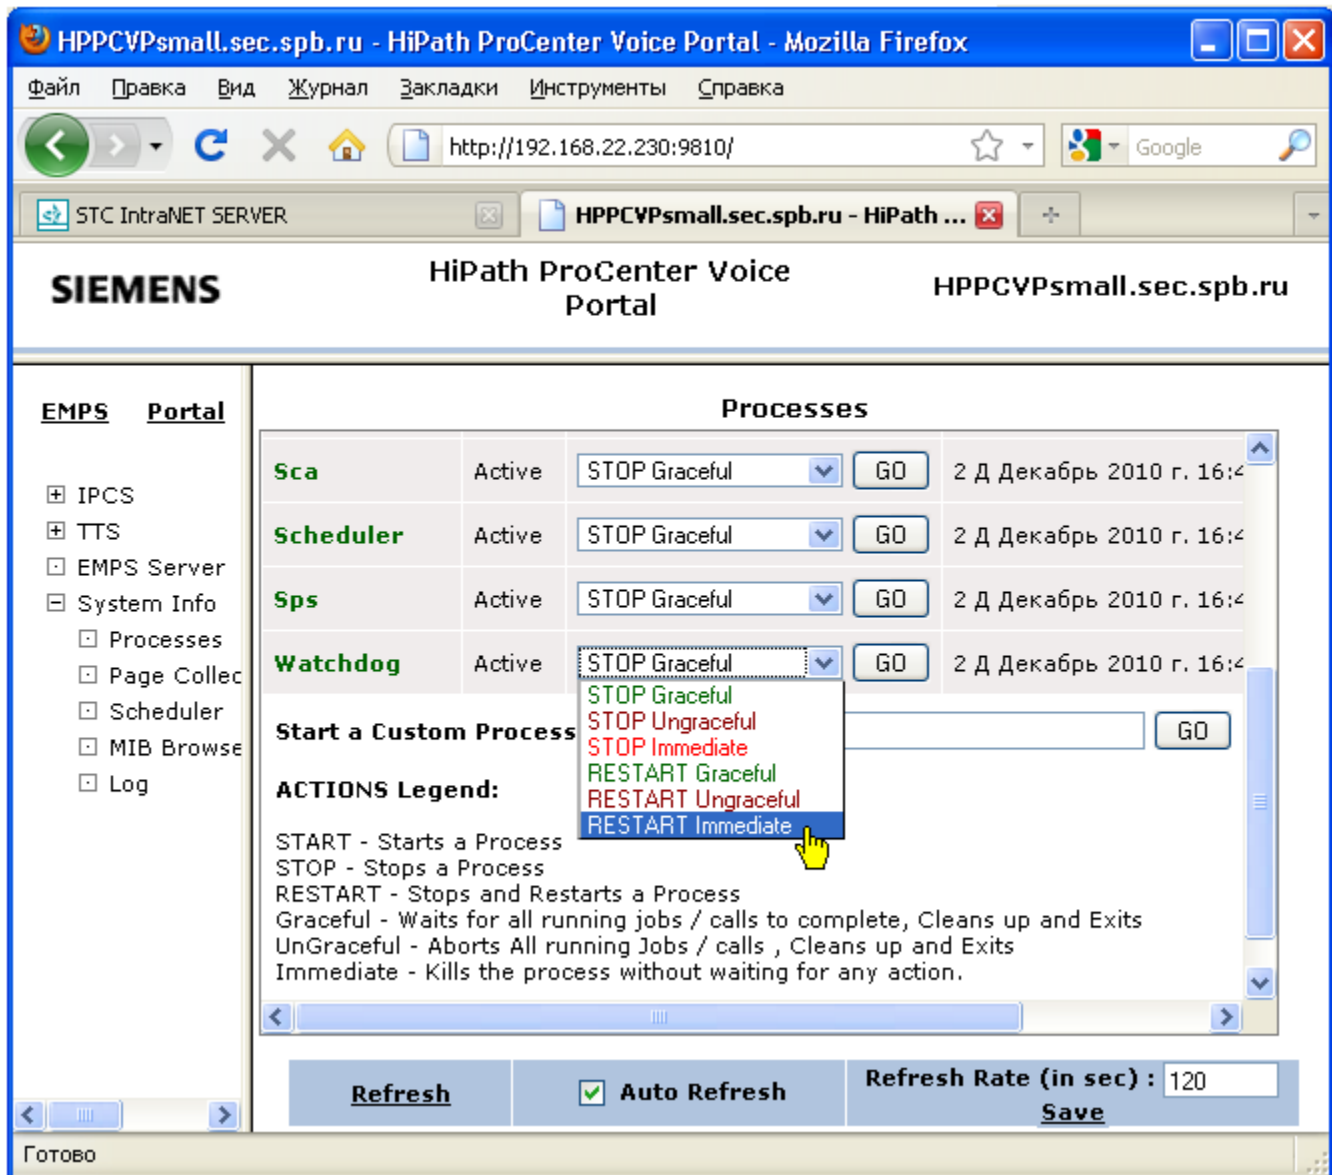 HPPCVPsmall.sec.spb.ru - HiPath ProCenter Voice Portal - Mozilla Firefox
Файл Правка Вид Журнал Закладки Инструменты Справка
http://192.168.22.230:9810/ Google
STC IntraNET SERVER HPPCVPsmall.sec.spb.ru - HiPath ...
SIEMENS HiPath ProCenter Voice Portal HPPCVPsmall.sec.spb.ru
EMPS Portal
IPCS
TTS
EMPS Server
System Info
Processes
Page Collec
Scheduler
MIB Browse
Log
Processes
Sca Active STOP Graceful GO 2 Д Декабрь 2010 г. 16:4
Scheduler Active STOP Graceful GO 2 Д Декабрь 2010 г. 16:4
Sps Active STOP Graceful GO 2 Д Декабрь 2010 г. 16:4
Watchdog Active STOP Graceful GO 2 Д Декабрь 2010 г. 16:4
STOP Graceful
STOP Ungraceful
STOP Immediate
RESTART Graceful
RESTART Ungraceful
RESTART Immediate
Start a Custom Process GO
ACTIONS Legend:
START - Starts a Process
STOP - Stops a Process
RESTART - Stops and Restarts a Process
Graceful - Waits for all running jobs / calls to complete, Cleans up and Exits
UnGraceful - Aborts All running Jobs / calls , Cleans up and Exits
Immediate - Kills the process without waiting for any action.
Refresh Auto Refresh Refresh Rate (in sec) : 120
Save
Готово